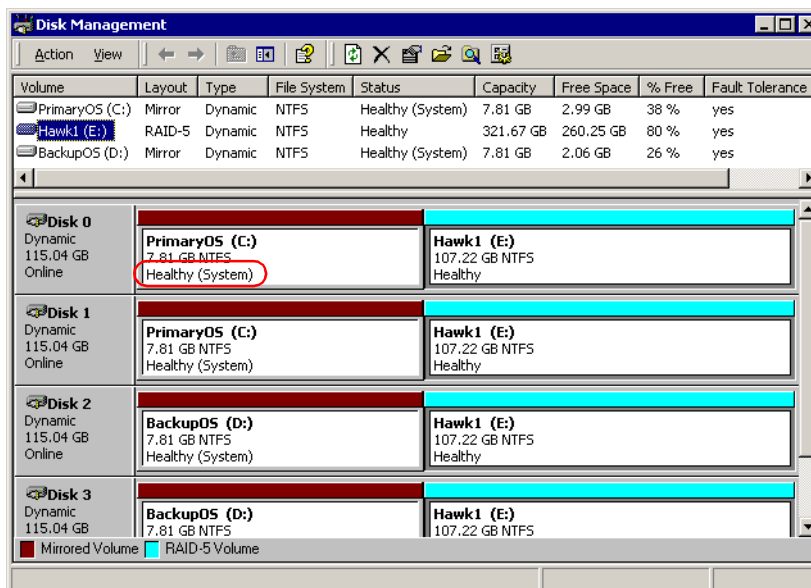 Disk Management
Action View
Volume Layout Type File System Status Capacity Free Space % Free Fault Tolerance
PrimaryOS (C:) Mirror Dynamic NTFS Healthy (System) 7.81 GB 2.99 GB 38 % yes
Hawk1 (E:) RAID-5 Dynamic NTFS Healthy 321.67 GB 260.25 GB 80 % yes
BackupOS (D:) Mirror Dynamic NTFS Healthy (System) 7.81 GB 2.06 GB 26 % yes
Disk 0
Dynamic
115.04 GB
Online
PrimaryOS (C:)
7.81 GB NTFS
Healthy (System)
Hawk1 (E:)
107.22 GB NTFS
Healthy
Disk 1
Dynamic
115.04 GB
Online
PrimaryOS (C:)
7.81 GB NTFS
Healthy (System)
Hawk1 (E:)
107.22 GB NTFS
Healthy
Disk 2
Dynamic
115.04 GB
Online
BackupOS (D:)
7.81 GB NTFS
Healthy (System)
Hawk1 (E:)
107.22 GB NTFS
Healthy
Disk 3
Dynamic
115.04 GB
BackupOS (D:)
7.81 GB NTFS
Hawk1 (E:)
107.22 GB NTFS
Mirrored Volume RAID-5 Volume